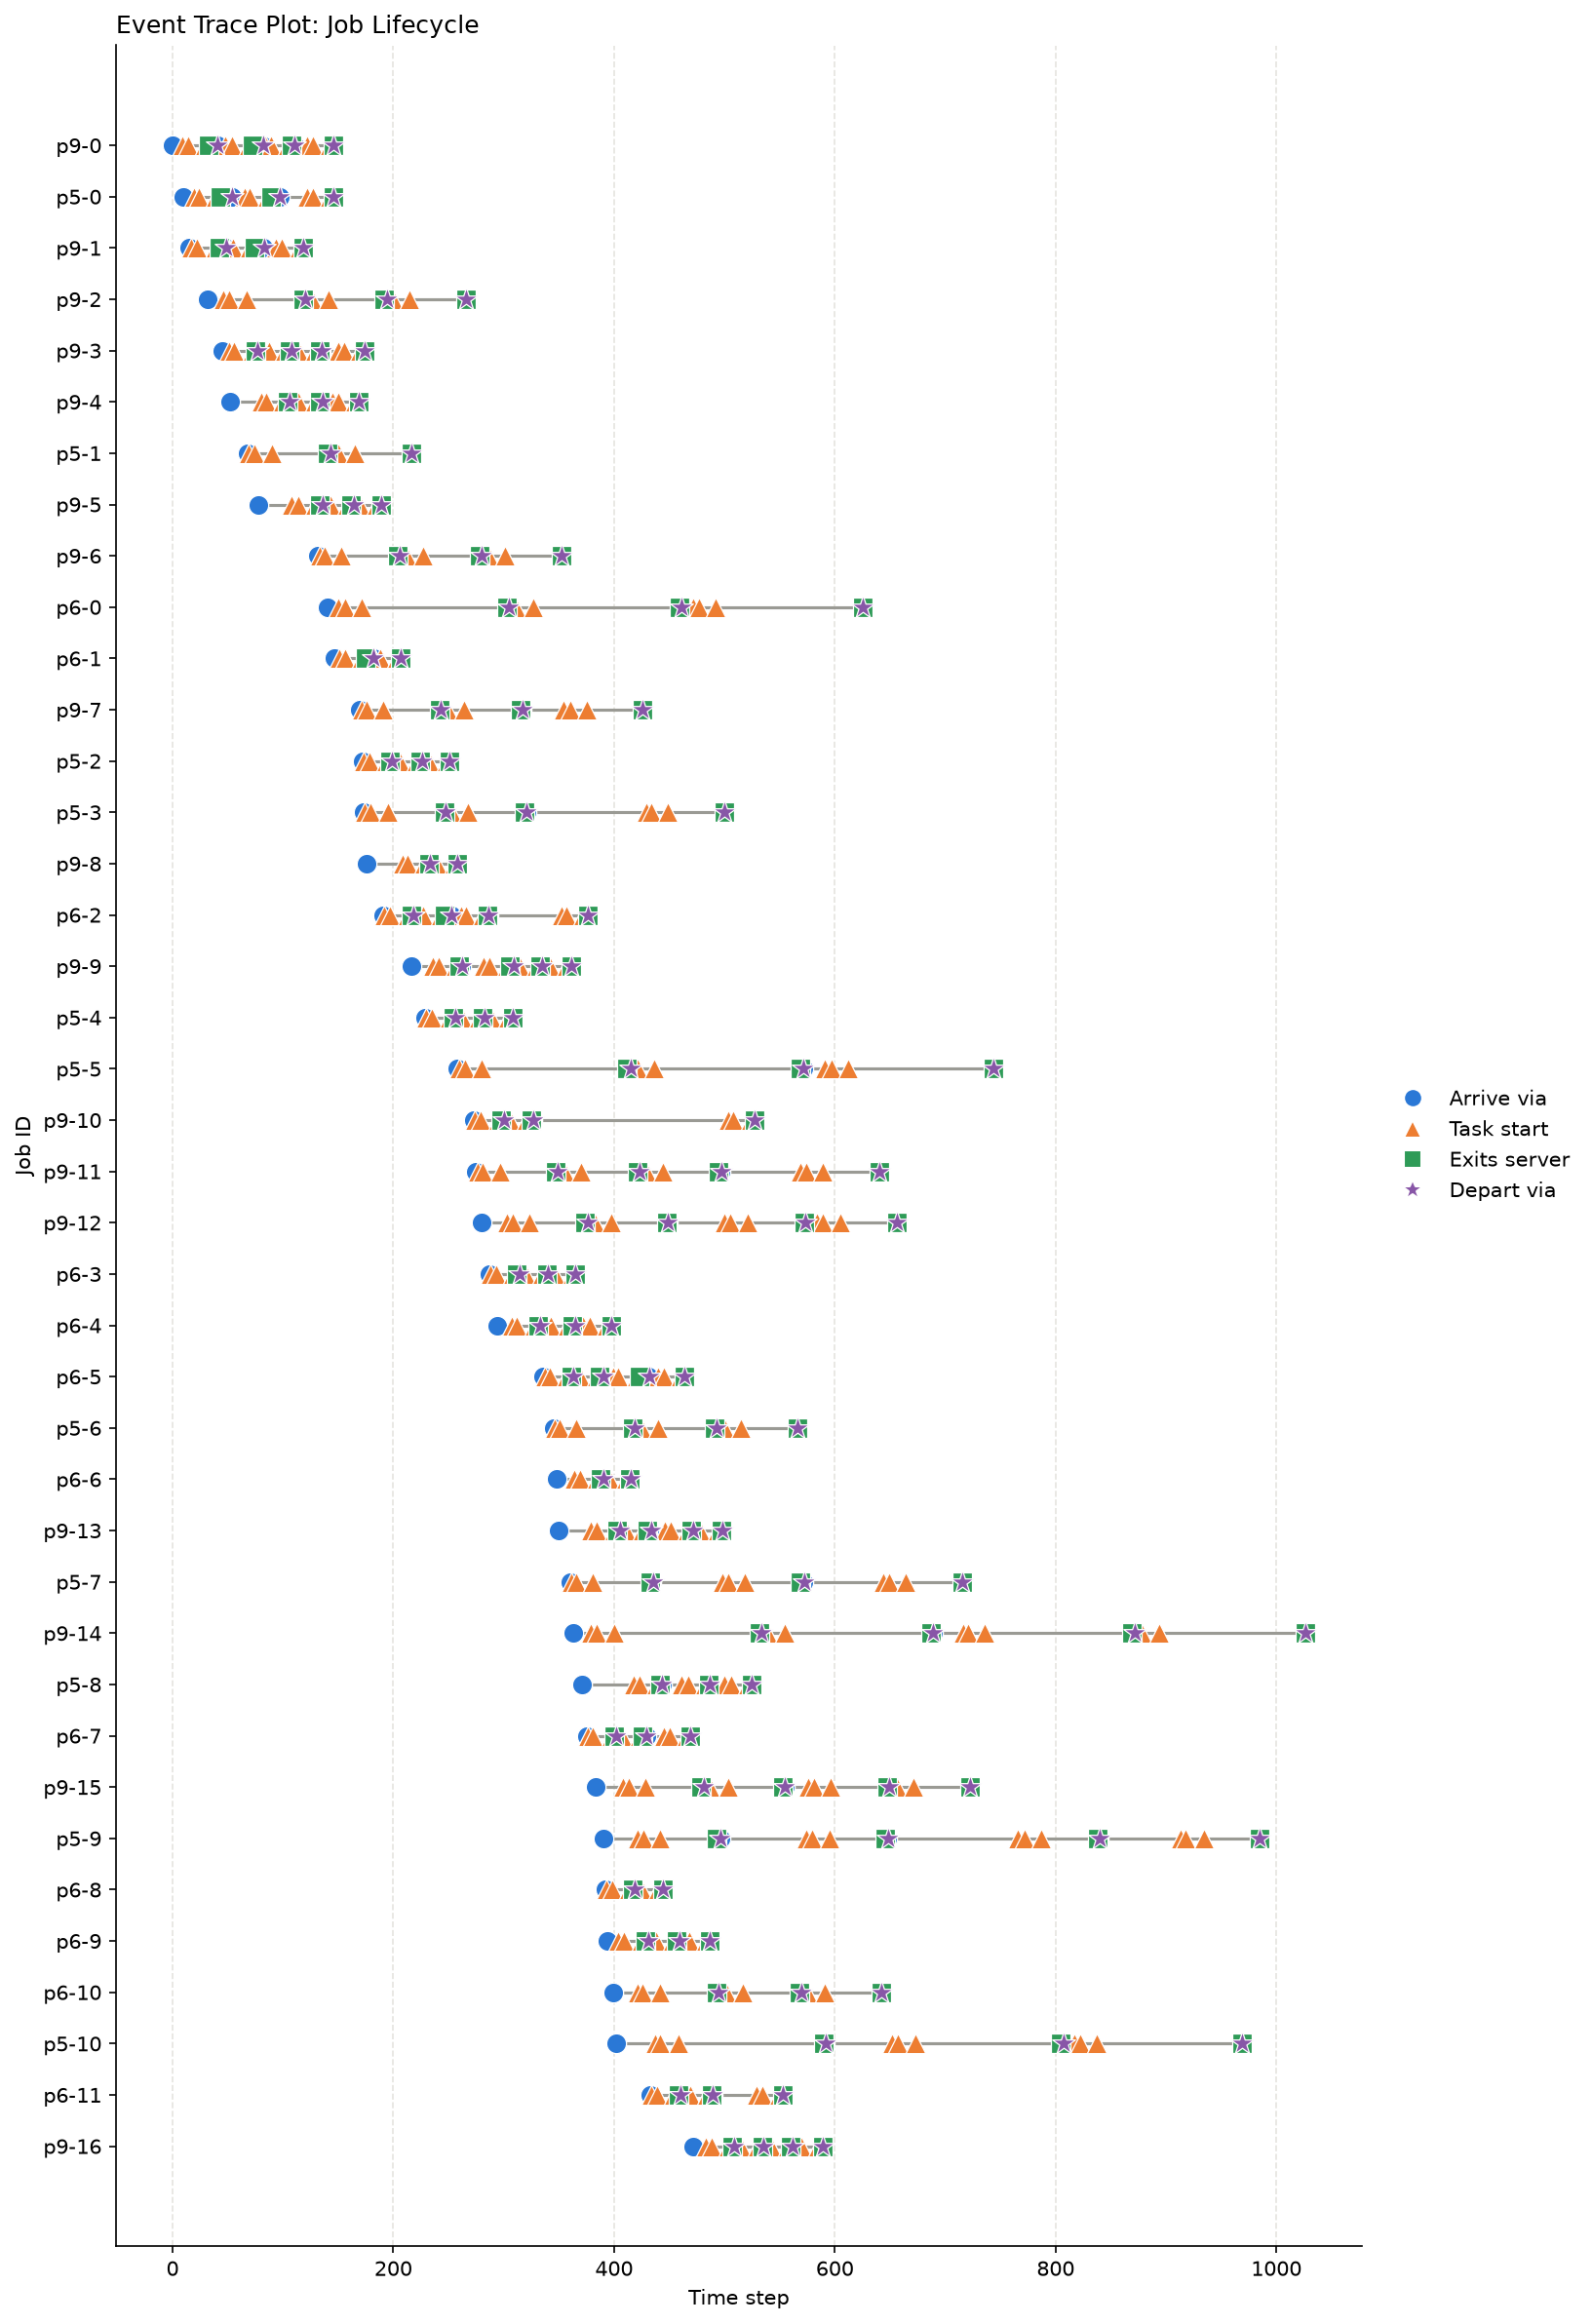 Event Trace Plot: Job Lifecycle
p9-0
p5-0
p9-1
p9-2
p9-3
p9-4
p5-1
p9-5
p9-6
p6-0
p6-1
p9-7
p5-2
p5-3
p9-8
p6-2
p9-9
p5-4
p5-5
p9-10
p9-11
p9-12
p6-3
p6-4
p6-5
p5-6
p6-6
p9-13
p5-7
p9-14
p5-8
p6-7
p9-15
p5-9
p6-8
p6-9
p6-10
p5-10
p6-11
p9-16
Job ID
0 200 400 600 800 1000
Time step
Arrive via
Task start
Exits server
Depart via